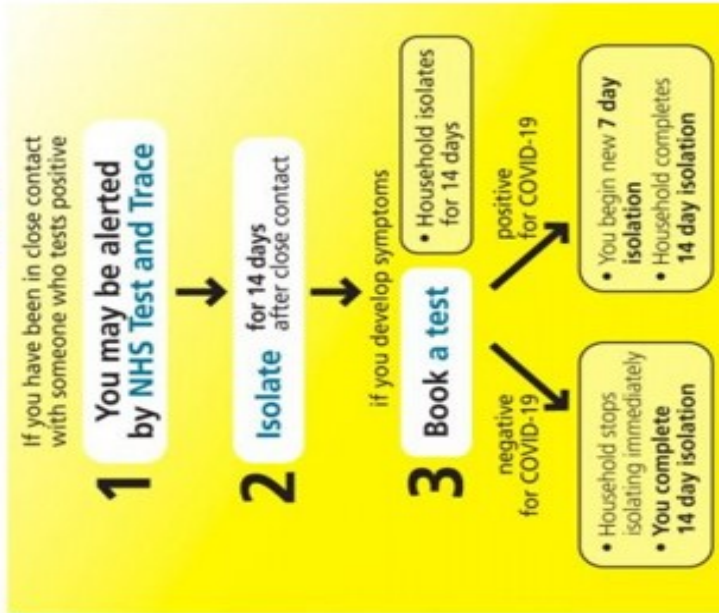 If you have been in close contact
with someone who tests positive
1 You may be alerted
by NHS Test and Trace
2 Isolate for 14 days
after close contact
if you develop symptoms
3 Book a test
• Household isolates
for 14 days
negative
for COVID-19
positive
for COVID-19
• Household stops
isolating immediately
• You complete
14 day isolation
• You begin new 7 day
isolation
• Household completes
14 day isolation